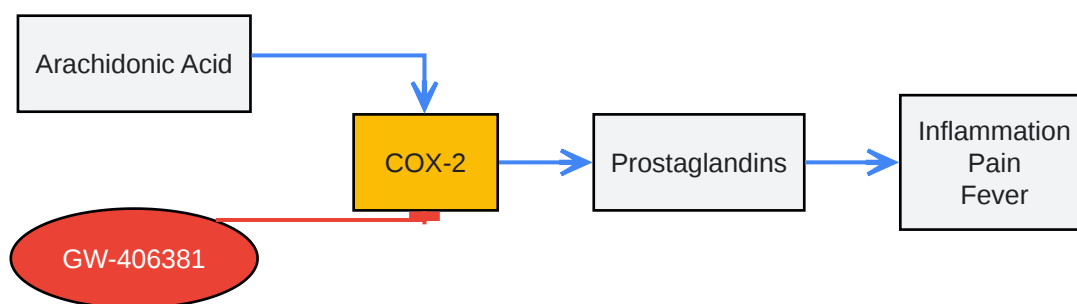 Arachidonic Acid
COX-2
Prostaglandins
Inflammation
Pain
Fever
GW-406381